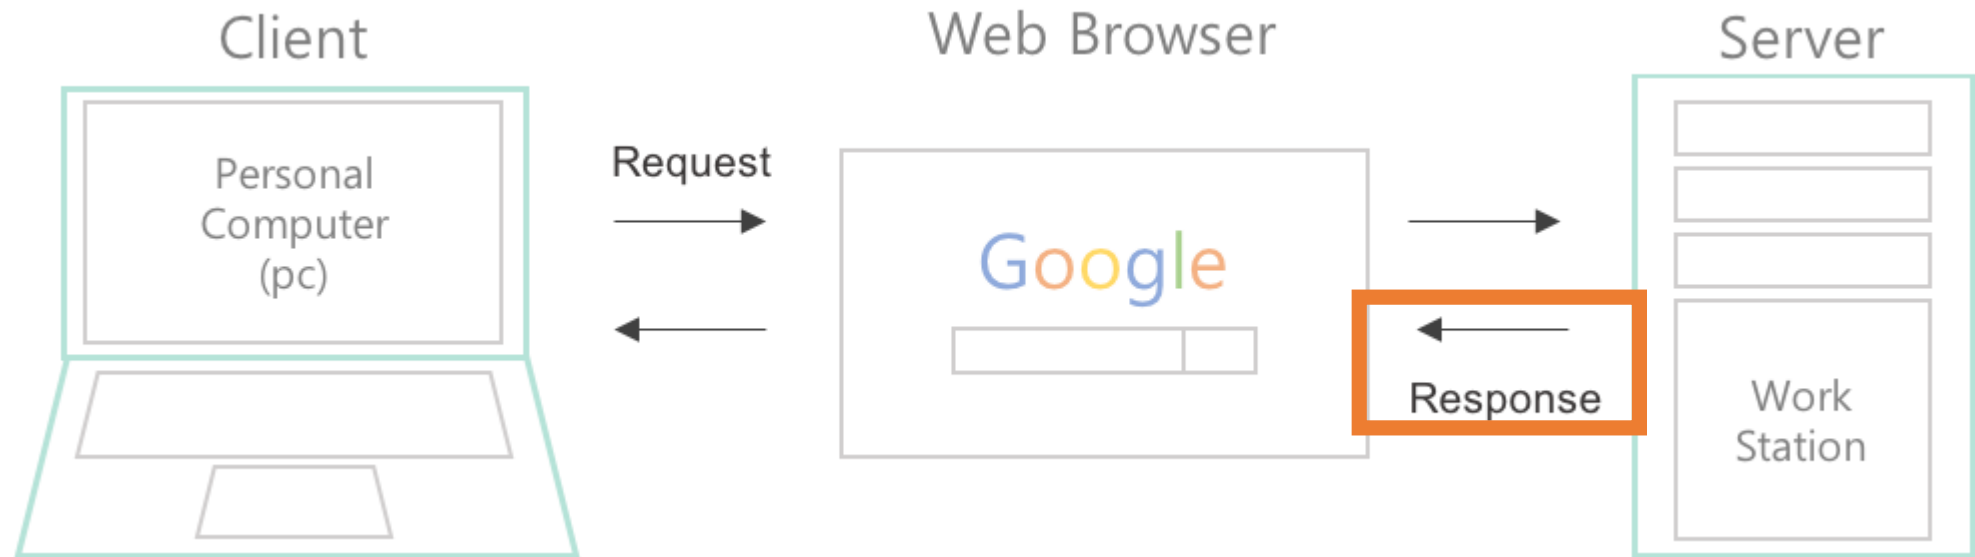 Client
Web Browser
Server
Personal
Computer
(pc)
Request
Google
Response
Work
Station